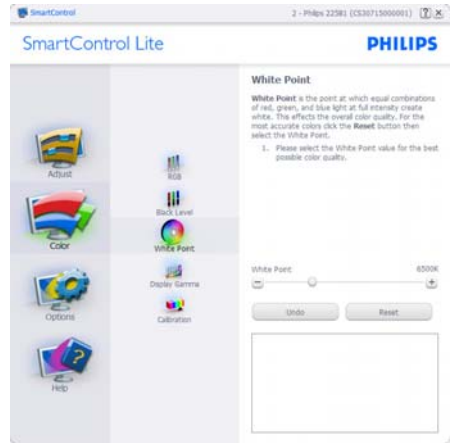 SmartControl
2 - Philips 225B1 (CS30715000001)
SmartControl Lite
PHILIPS
Adjust
Color
Options
Help
RGB
Black Level
White Point
Display Gamma
Calibration
White Point
White Point is the point at which equal combinations
of red, green, and blue light at full intensity create
white. This effects the overall color quality. For the
most accurate colors click the Reset button then
select the White Point.
1. Please select the White Point value for the best
possible color quality.
White Point 6500K
Undo
Reset